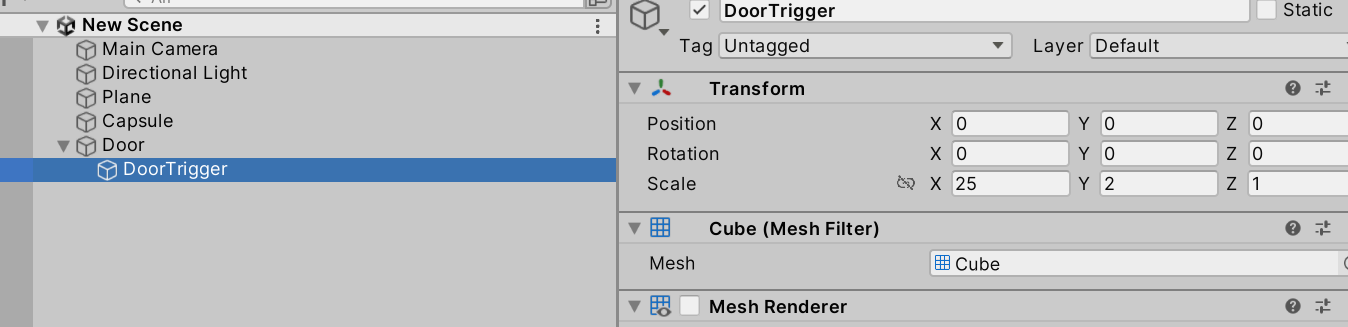 New Scene
Main Camera
Directional Light
Plane
Capsule
Door
DoorTrigger
DoorTrigger Static
Tag Untagged Layer Default
Transform
Position X 0 Y 0 Z 0
Rotation X 0 Y 0 Z 0
Scale X 25 Y 2 Z 1
Cube (Mesh Filter)
Mesh Cube
Mesh Renderer